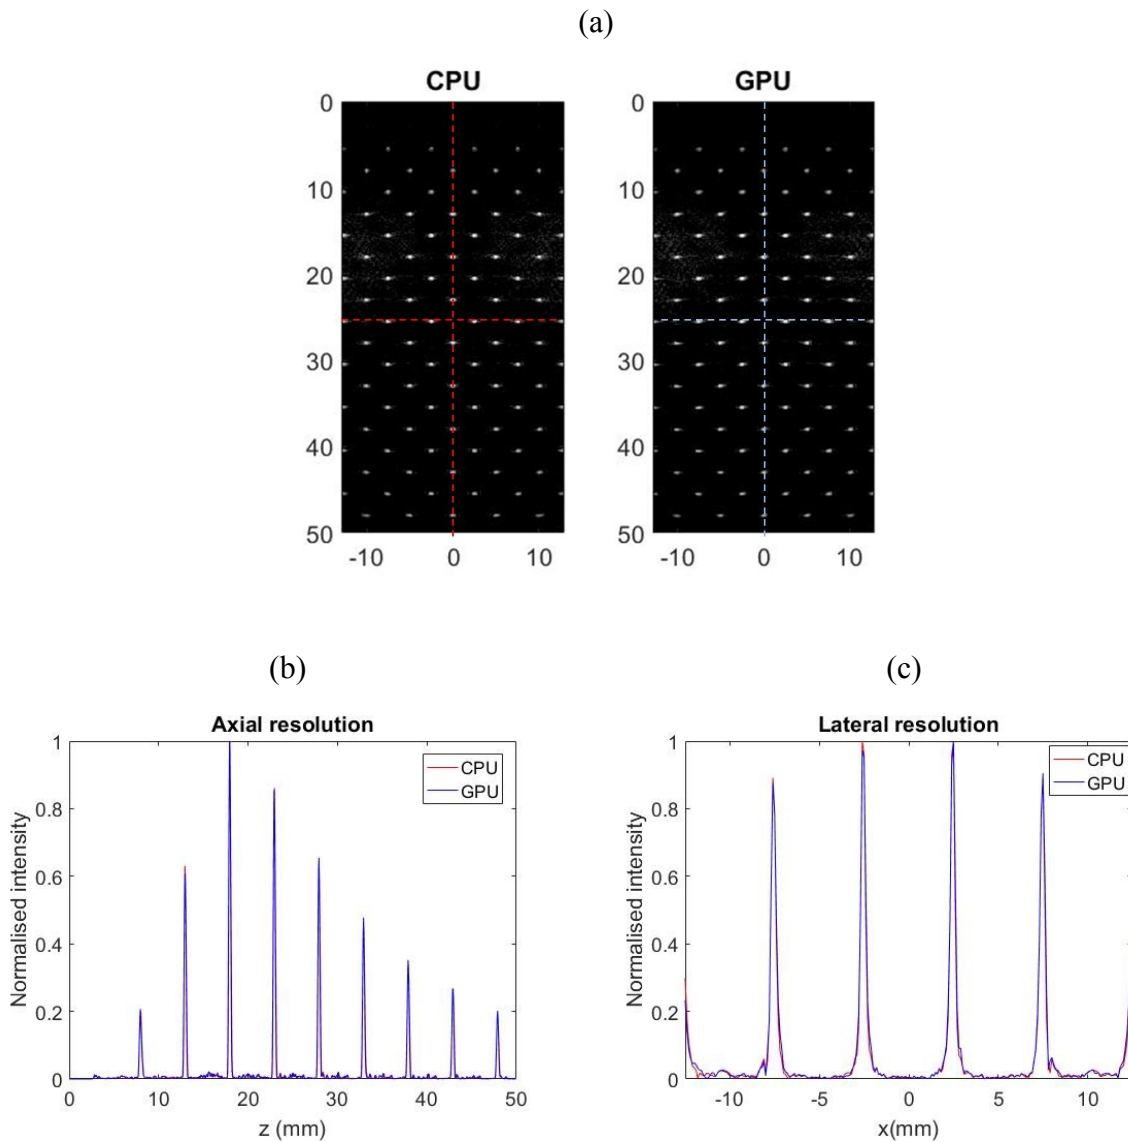 (a)
CPU GPU
0 0
10 10
20 20
30 30
40 40
50 50
-10 0 10 -10 0 10
(b) (c)
Axial resolution
1
0.8
0.6
0.4
0.2
0
Normalised intensity
CPU
GPU
0 10 20 30 40 50
z (mm)
Lateral resolution
1
0.8
0.6
0.4
0.2
0
Normalised intensity
CPU
GPU
-10 -5 0 5 10
x(mm)